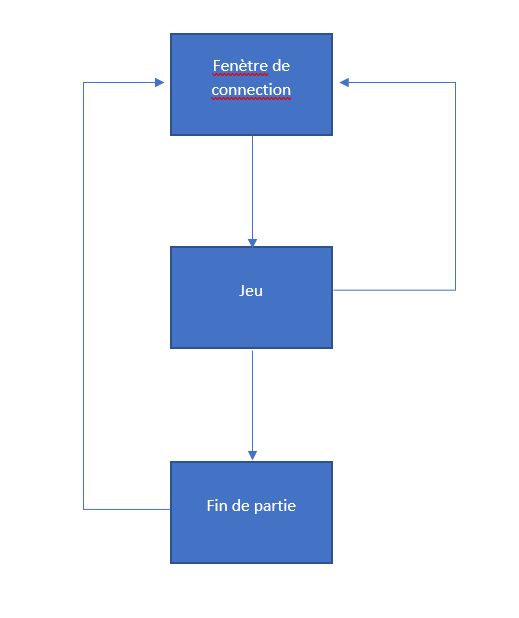 Fenètre de
connection
Jeu
Fin de partie